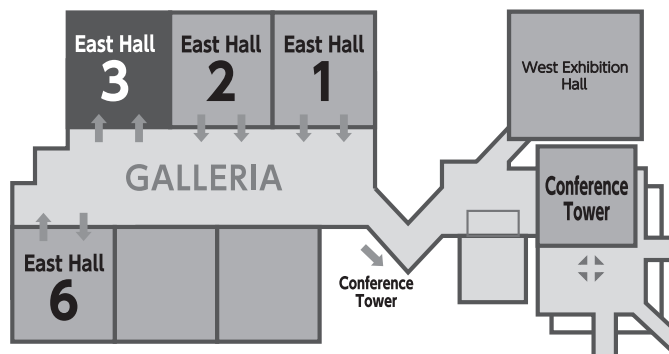 East Hall
3
East Hall
2
East Hall
1
West Exhibition
Hall
GALLERIA
Conference
Tower
East Hall
6
Conference
Tower